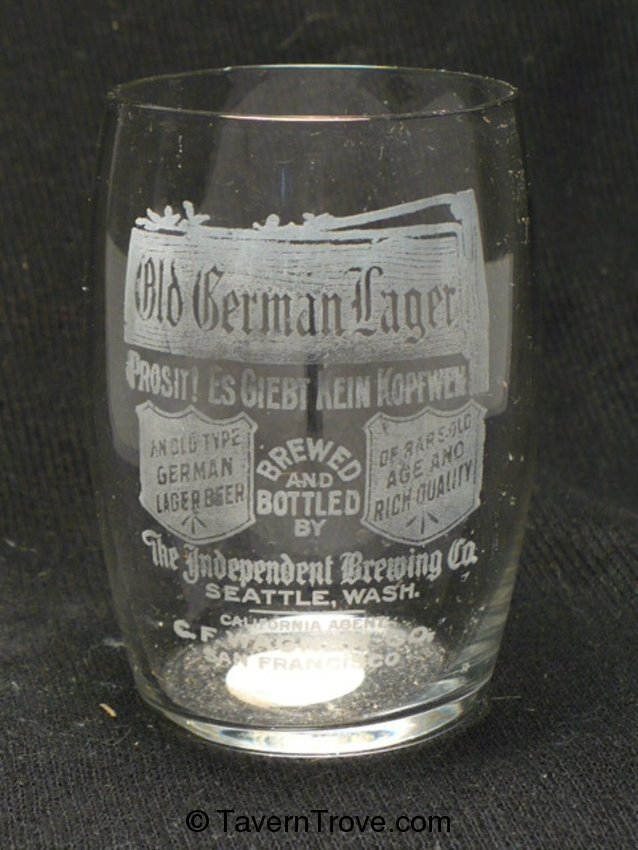 Old German Lager
PROSIT! ES GIEBT KEIN KOPFWEH
AN OLD TYPE
GERMAN
LAGER BEER
BREWED
AND
BOTTLED
BY
OF RARE OLD
AGE AND
RICH QUALITY
The Independent Brewing Co.
SEATTLE, WASH.
CALIFORNIA AGENT
C. F.
SAN FRANCISCO
© TavernTrove.com